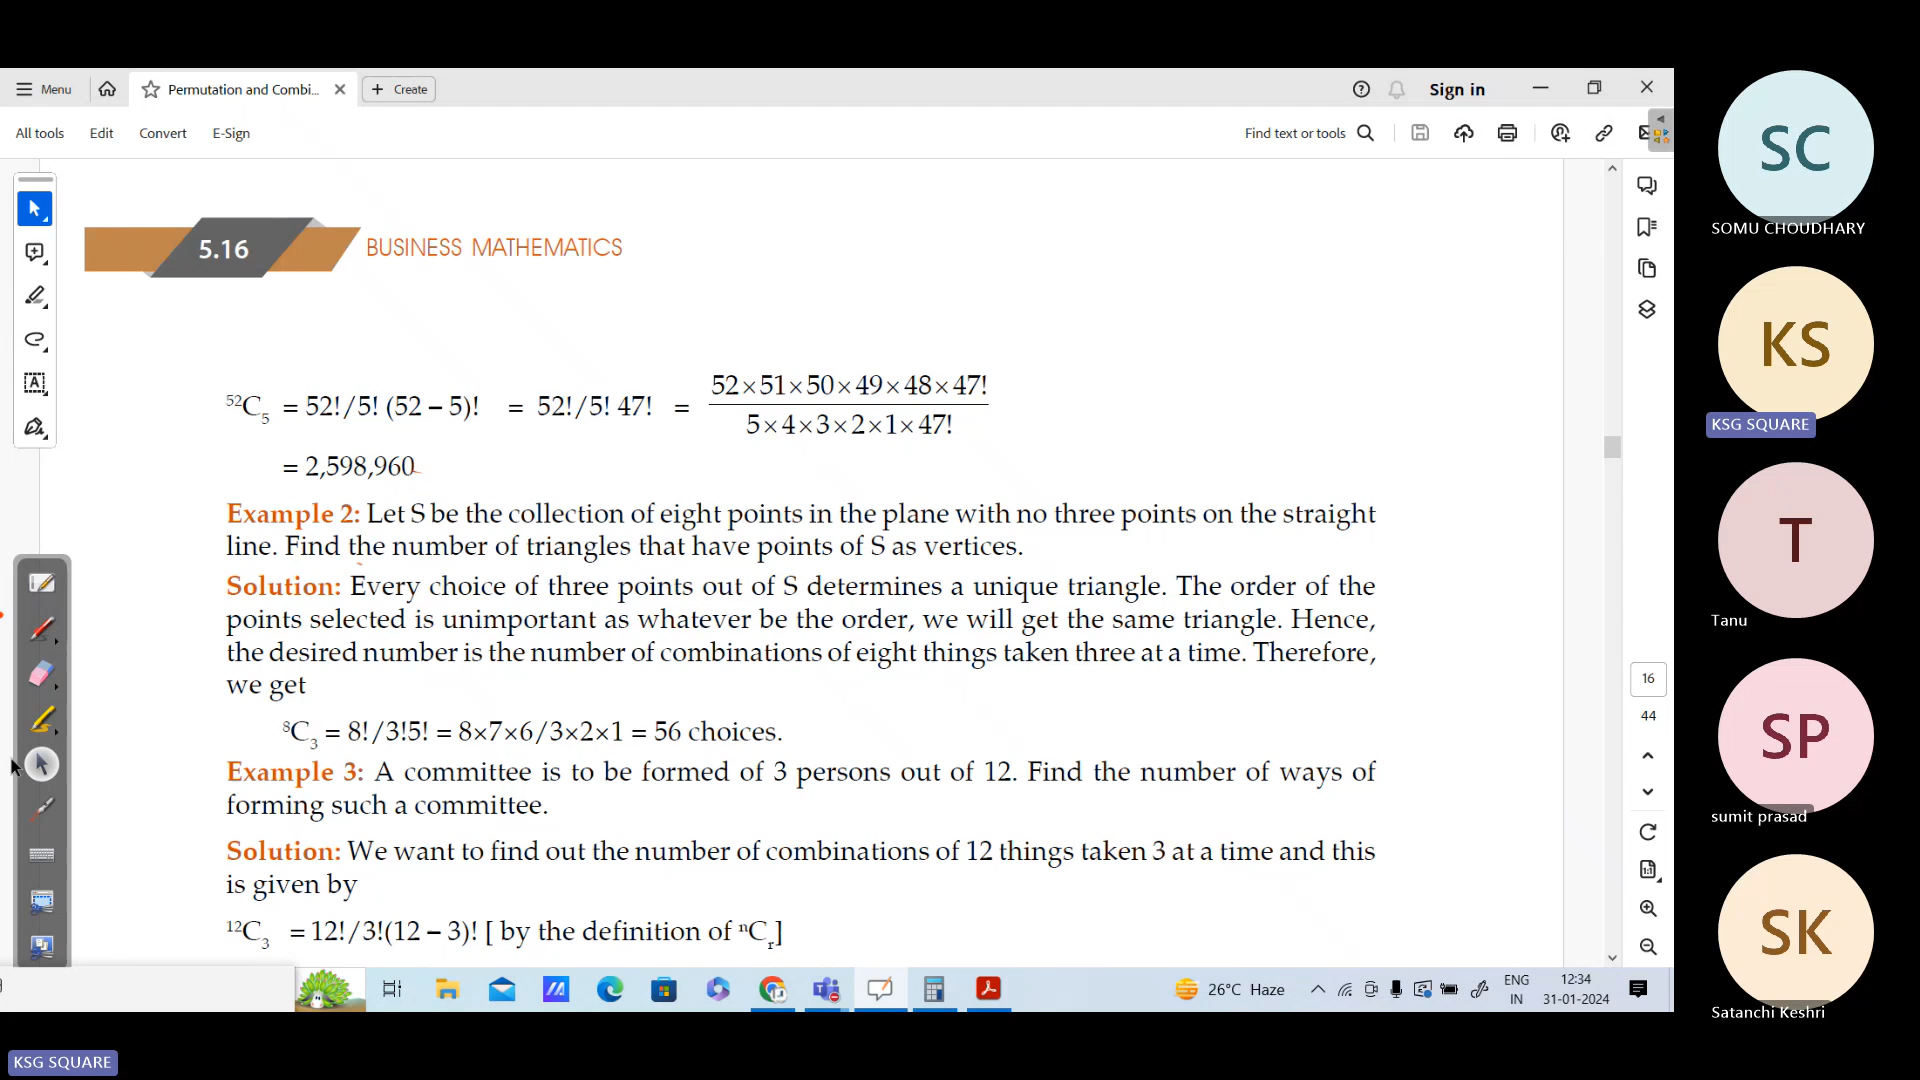 Menu
Permutation and Combi...
Create
Sign in
All tools
Edit
Convert
E-Sign
Find text or tools
5.16
BUSINESS MATHEMATICS
⁵²C₅ = 52!/5! (52 – 5)! = 52!/5! 47! = 52×51×50×49×48×47! / 5×4×3×2×1×47!
= 2,598,960
Example 2: Let S be the collection of eight points in the plane with no three points on the straight
line. Find the number of triangles that have points of S as vertices.
Solution: Every choice of three points out of S determines a unique triangle. The order of the
points selected is unimportant as whatever be the order, we will get the same triangle. Hence,
the desired number is the number of combinations of eight things taken three at a time. Therefore,
we get
⁸C₃ = 8!/3!5! = 8×7×6/3×2×1 = 56 choices.
Example 3: A committee is to be formed of 3 persons out of 12. Find the number of ways of
forming such a committee.
Solution: We want to find out the number of combinations of 12 things taken 3 at a time and this
is given by
¹²C₃ = 12!/3!(12 – 3)! [ by the definition of ⁿCᵣ]
16
44
26°C Haze
ENG
IN
12:34
31-01-2024
SC
SOMU CHOUDHARY
KS
KSG SQUARE
T
Tanu
SP
sumit prasad
SK
Satanchi Keshri
KSG SQUARE